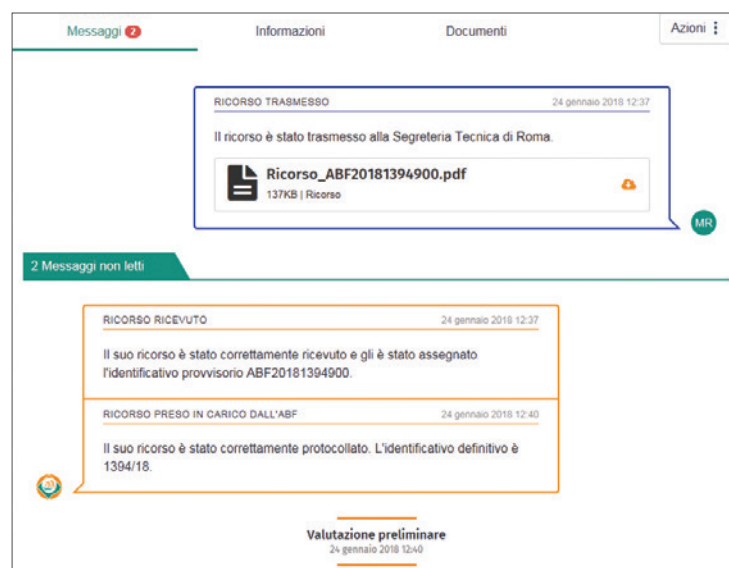 Messaggi 2 Informazioni Documenti Azioni
RICORSO TRASMESSO 24 gennaio 2018 12:37
Il ricorso è stato trasmesso alla Segreteria Tecnica di Roma.
Ricorso_ABF20181394900.pdf
137KB | Ricorso
MR
2 Messaggi non letti
RICORSO RICEVUTO 24 gennaio 2018 12:37
Il suo ricorso è stato correttamente ricevuto e gli è stato assegnato
l'identificativo provvisorio ABF20181394900.
RICORSO PRESO IN CARICO DALL'ABF 24 gennaio 2018 12:40
Il suo ricorso è stato correttamente protocollato. L'identificativo definitivo è
1394/18.
Valutazione preliminare
24 gennaio 2018 12:40